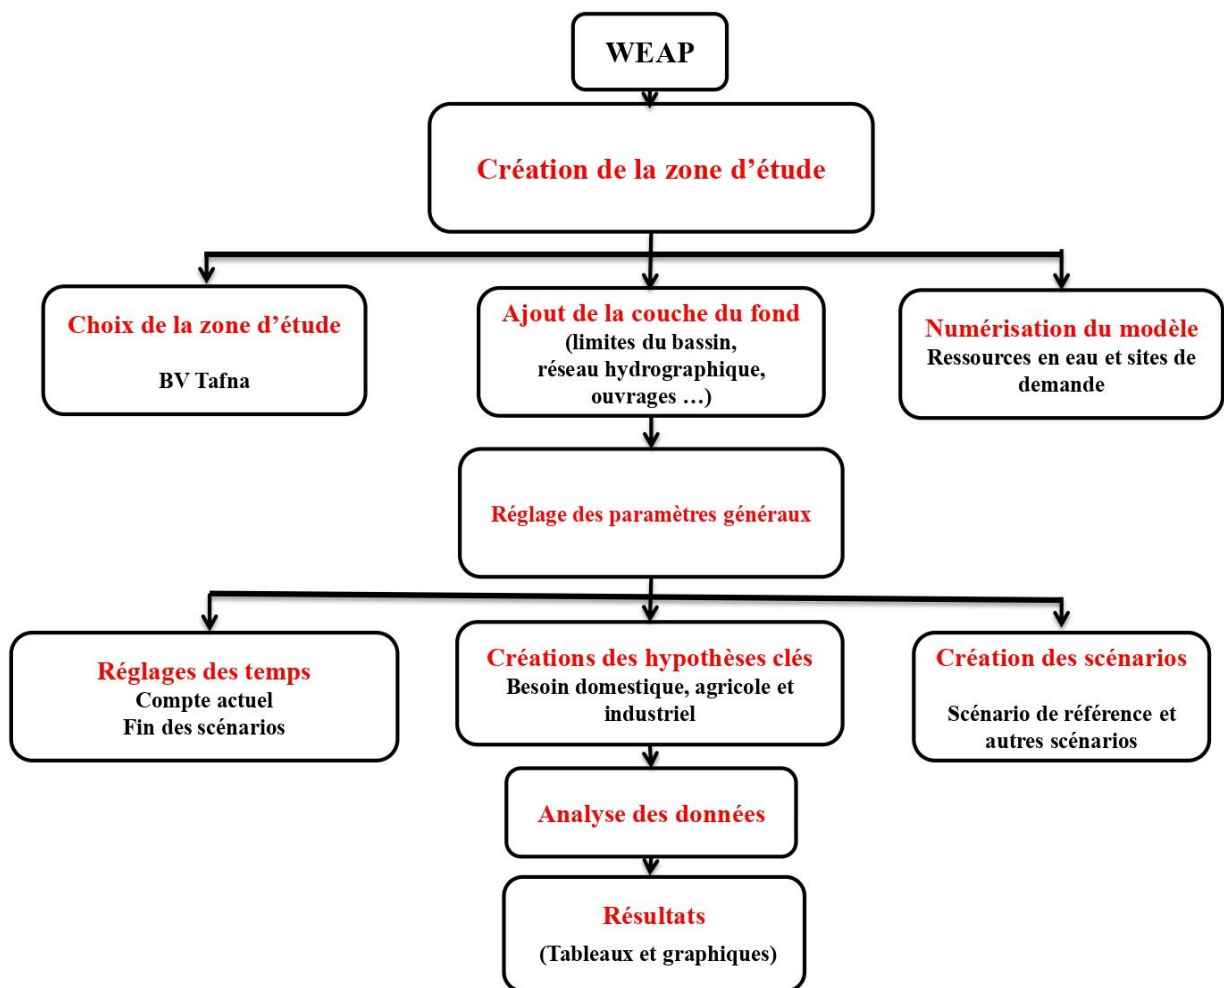 WEAP
Création de la zone d'étude
Choix de la zone d'étude
BV Tafna
Ajout de la couche du fond
(limites du bassin,
réseau hydrographique,
ouvrages …)
Numérisation du modèle
Ressources en eau et sites de
demande
Réglage des paramètres généraux
Réglages des temps
Compte actuel
Fin des scénarios
Créations des hypothèses clés
Besoin domestique, agricole et
industriel
Création des scénarios
Scénario de référence et
autres scénarios
Analyse des données
Résultats
(Tableaux et graphiques)